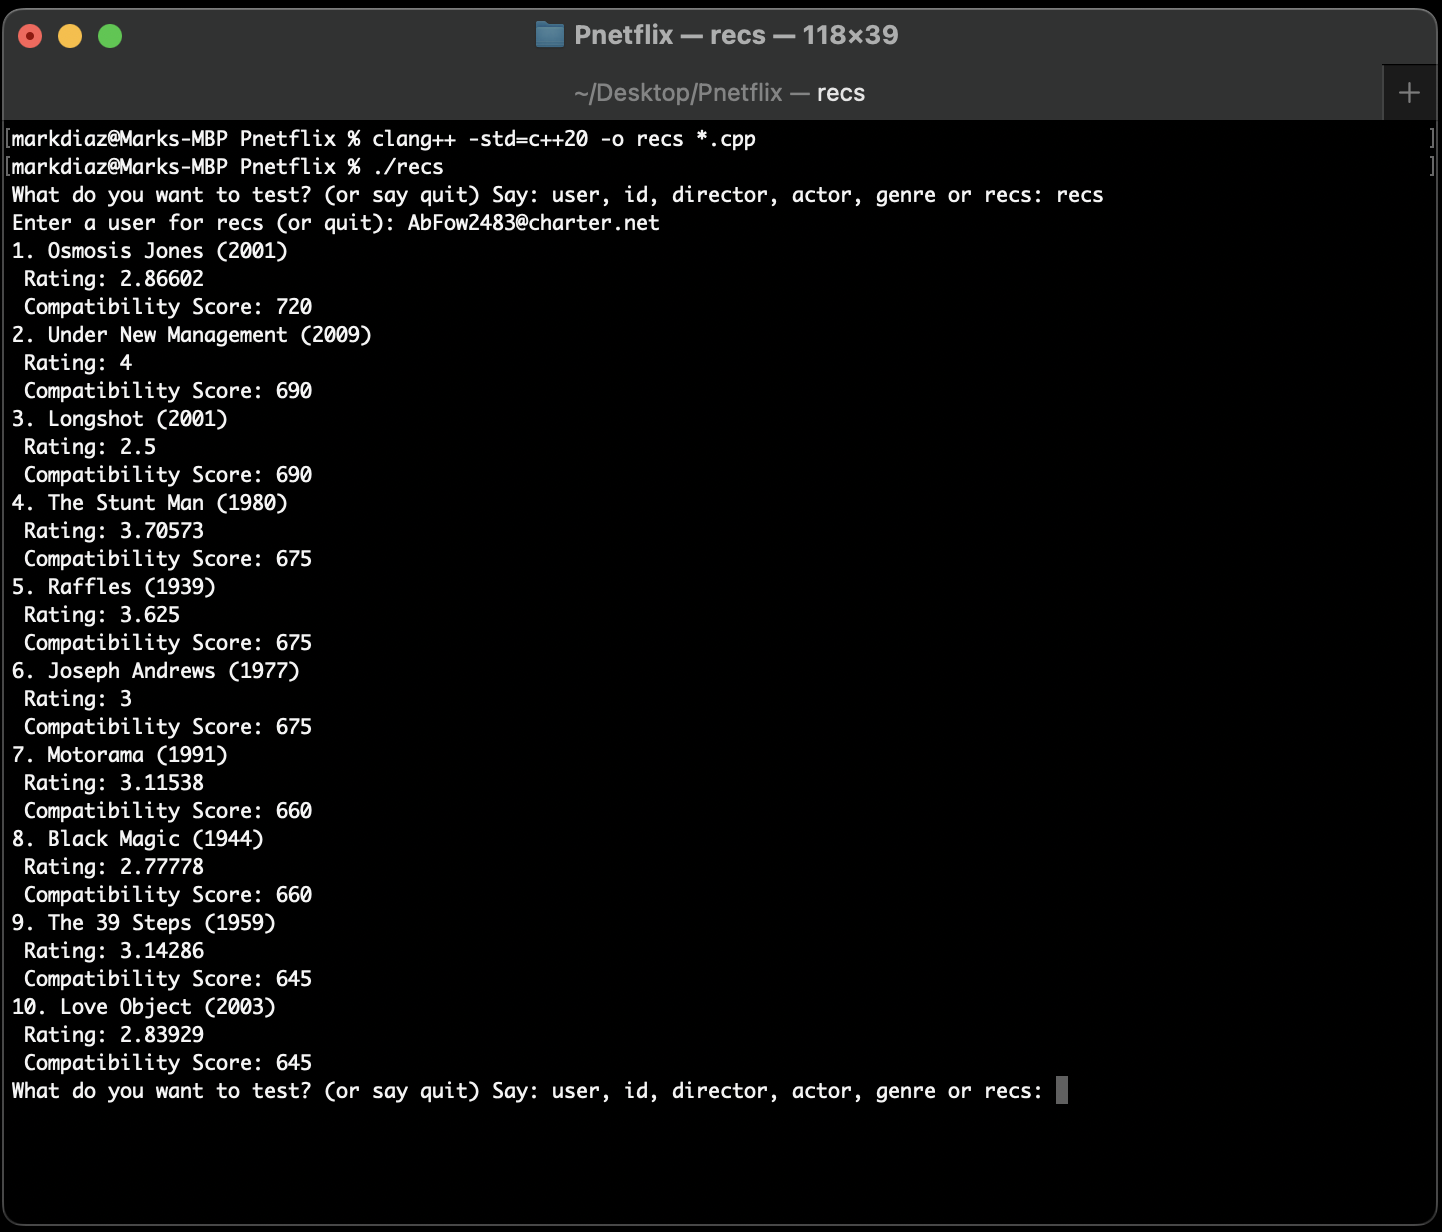 Pnetflix — recs — 118×39
~/Desktop/Pnetflix — recs
+
[markdiaz@Marks-MBP Pnetflix % clang++ -std=c++20 -o recs *.cpp ]
[markdiaz@Marks-MBP Pnetflix % ./recs ]
What do you want to test? (or say quit) Say: user, id, director, actor, genre or recs: recs
Enter a user for recs (or quit): AbFow2483@charter.net
1. Osmosis Jones (2001)
 Rating: 2.86602
 Compatibility Score: 720
2. Under New Management (2009)
 Rating: 4
 Compatibility Score: 690
3. Longshot (2001)
 Rating: 2.5
 Compatibility Score: 690
4. The Stunt Man (1980)
 Rating: 3.70573
 Compatibility Score: 675
5. Raffles (1939)
 Rating: 3.625
 Compatibility Score: 675
6. Joseph Andrews (1977)
 Rating: 3
 Compatibility Score: 675
7. Motorama (1991)
 Rating: 3.11538
 Compatibility Score: 660
8. Black Magic (1944)
 Rating: 2.77778
 Compatibility Score: 660
9. The 39 Steps (1959)
 Rating: 3.14286
 Compatibility Score: 645
10. Love Object (2003)
 Rating: 2.83929
 Compatibility Score: 645
What do you want to test? (or say quit) Say: user, id, director, actor, genre or recs: